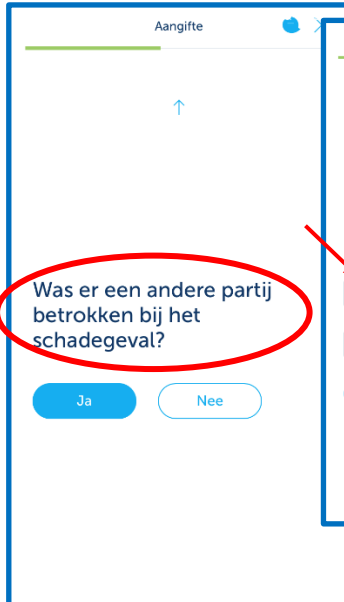 Aangifte
Was er een andere partij
betrokken bij het
schadegeval?
Ja
Nee